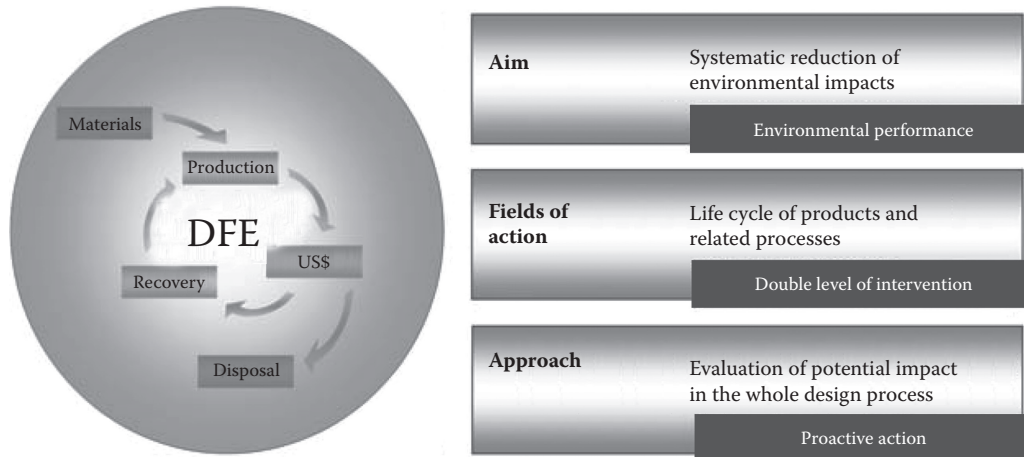 Materials
Production
DFE
US$
Recovery
Disposal
Aim
Systematic reduction of
environmental impacts
Environmental performance
Fields of
action
Life cycle of products and
related processes
Double level of intervention
Approach
Evaluation of potential impact
in the whole design process
Proactive action